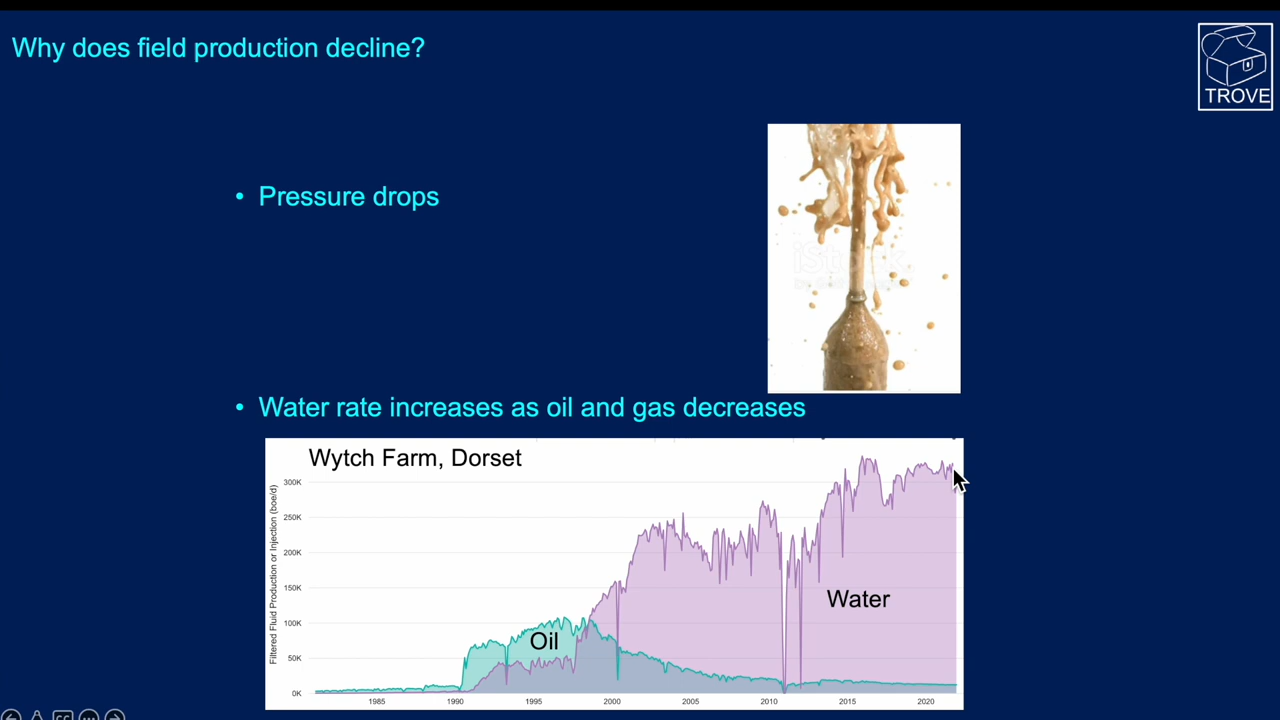 Why does field production decline?
TROVE
• Pressure drops
iStock
• Water rate increases as oil and gas decreases
Wytch Farm, Dorset
Filtered Fluid Production or Injection (boe/d)
300K
250K
200K
150K
100K
50K
0K
Oil
Water
1985 1990 1995 2000 2005 2010 2015 2020
CC